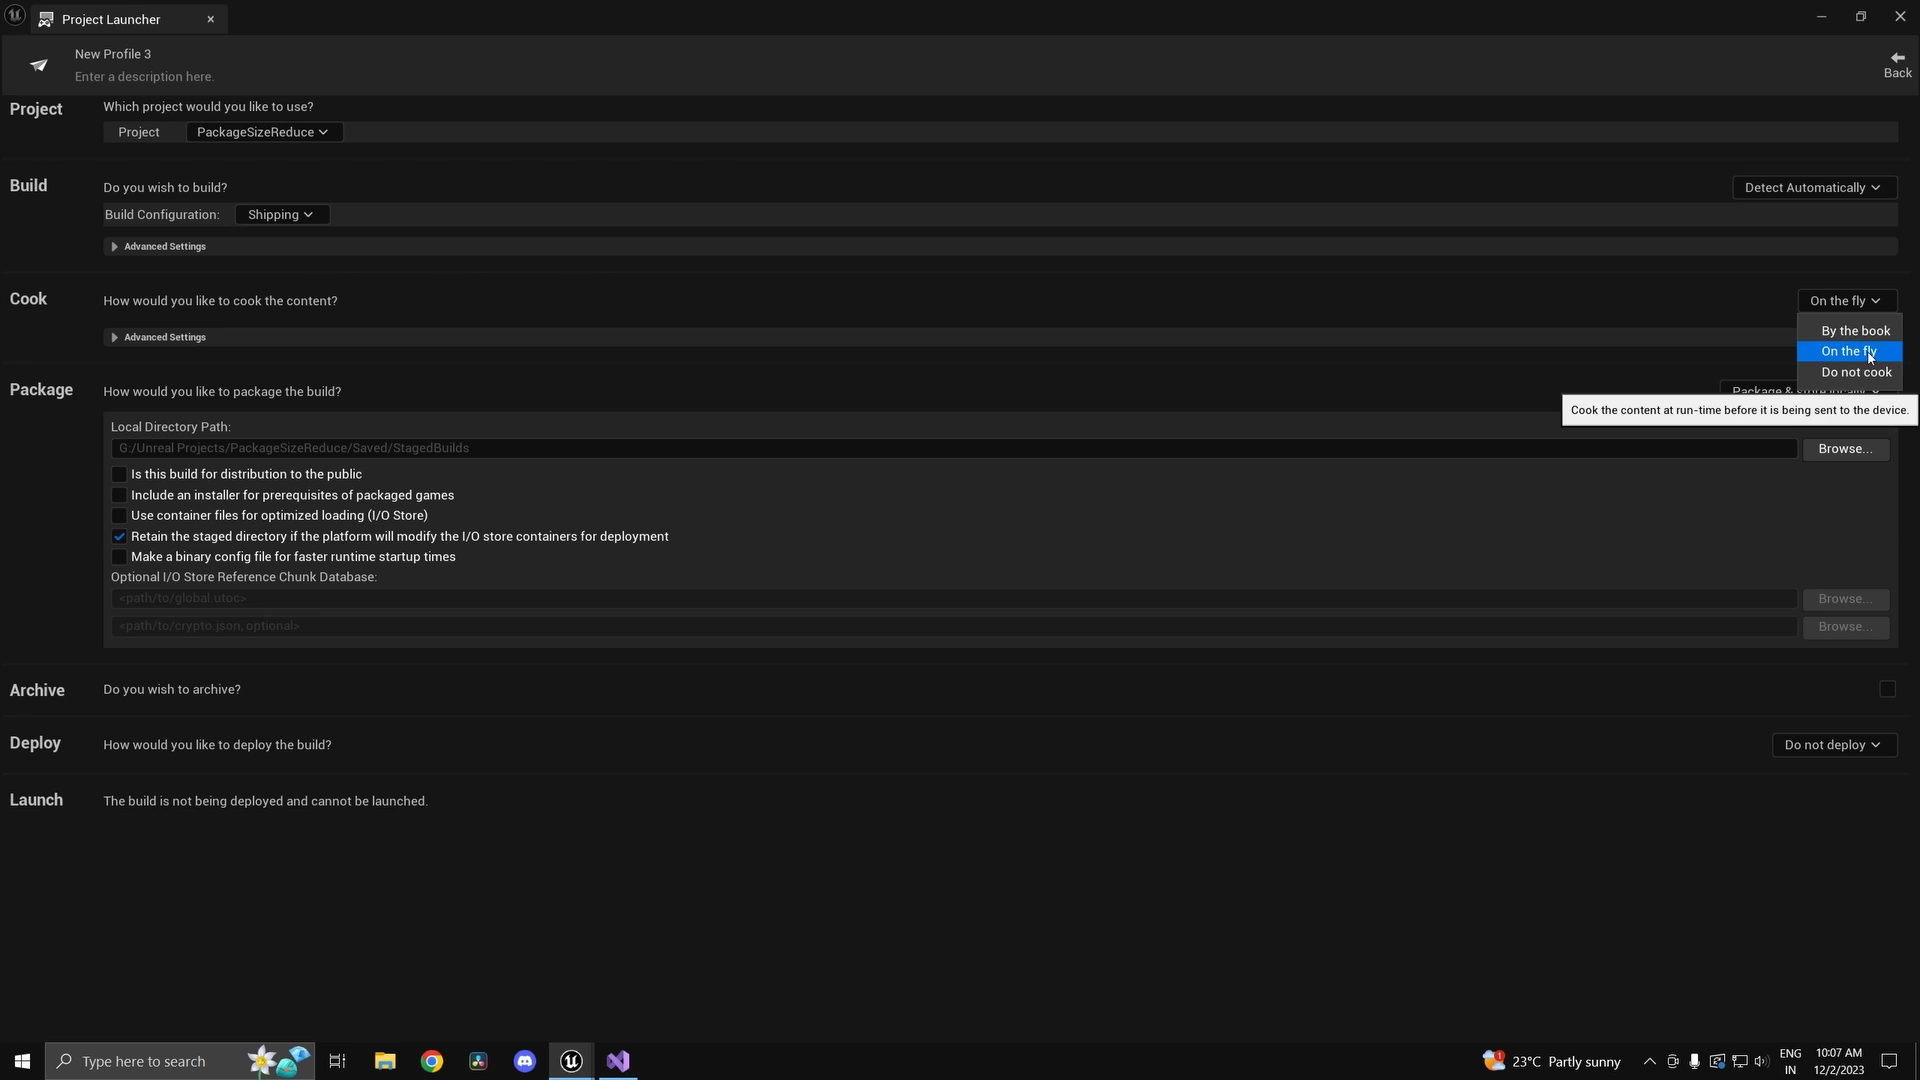 Project Launcher
New Profile 3
Enter a description here.
Back
Project
Which project would you like to use?
Project
PackageSizeReduce
Build
Do you wish to build?
Detect Automatically
Build Configuration:
Shipping
Advanced Settings
Cook
How would you like to cook the content?
On the fly
By the book
On the fly
Do not cook
Advanced Settings
Package
How would you like to package the build?
Package & store locally
Cook the content at run-time before it is being sent to the device.
Local Directory Path:
G:/Unreal Projects/PackageSizeReduce/Saved/StagedBuilds
Browse...
Is this build for distribution to the public
Include an installer for prerequisites of packaged games
Use container files for optimized loading (I/O Store)
Retain the staged directory if the platform will modify the I/O store containers for deployment
Make a binary config file for faster runtime startup times
Optional I/O Store Reference Chunk Database:
<path/to/global.utoc>
Browse...
<path/to/crypto.json, optional>
Browse...
Archive
Do you wish to archive?
Deploy
How would you like to deploy the build?
Do not deploy
Launch
The build is not being deployed and cannot be launched.
Type here to search
1
23°C Partly sunny
ENG
IN
10:07 AM
12/2/2023